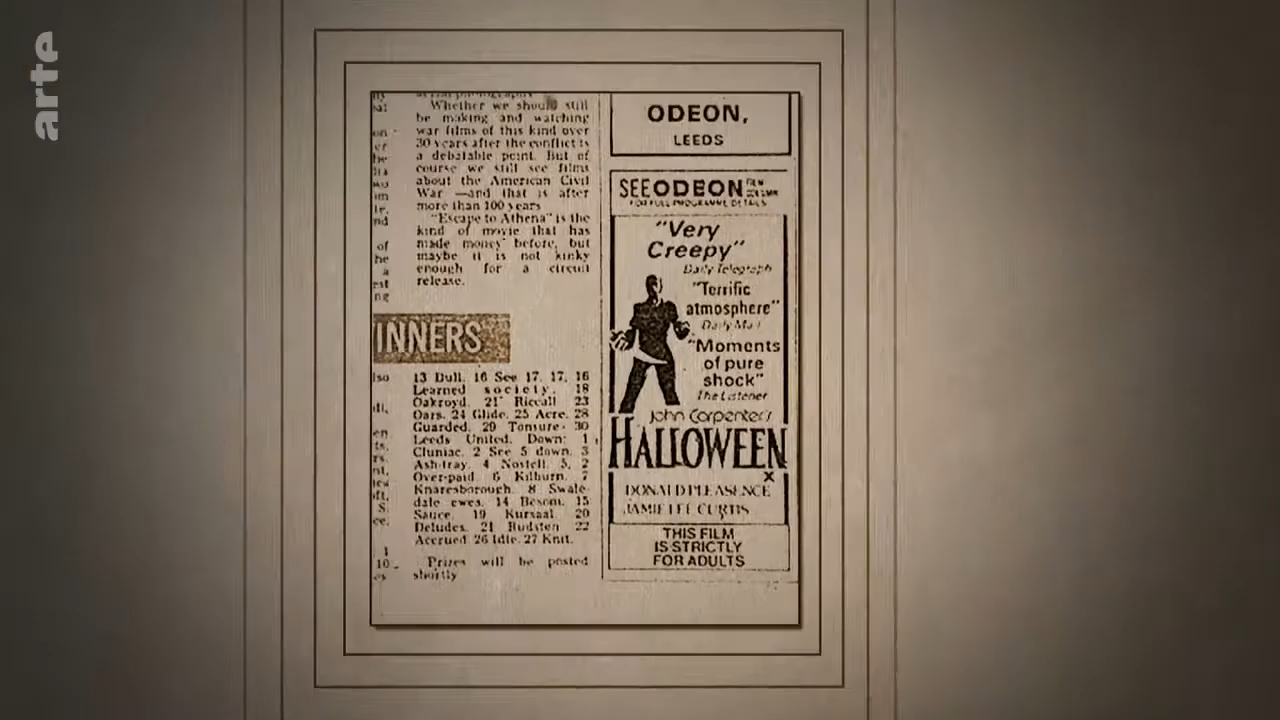 arte
Whether we should still
be making and watching
war films of this kind over
30 years after the conflict is
a debatable point. But of
course we still see films
about the American Civil
War —and that is after
more than 100 years
"Escape to Athena" is the
kind of movie that has
made money before, but
maybe it is not kinky
enough for a circuit
release.
INNERS
13 Dull. 16 See 17. 17, 16
Learned society. 18
Oakroyd. 21 Riccall 23
Oars. 24 Glide. 25 Acre. 28
Guarded. 29 Tonsure. 30
Leeds United. Down: 1
Cluniac. 2 See 5 down. 3
Ash-tray. 4 Nostell. 5, 2
Over-paid 6 Kilburn. 7
Knaresborough. 8 Swale-
dale ewes. 14 Besom. 15
Sauce. 19 Kursaal. 20
Deludes. 21 Rudsten 22
Accrued 26 Idle. 27 Knit.
Prizes will be posted
shortly
ODEON,
LEEDS
SEE ODEON FILM
COLUMN
FOR FULL PROGRAMME DETAILS
"Very
Creepy"
Daily Telegraph
"Terrific
atmosphere"
Daily Mail
"Moments
of pure
shock"
The Listener
John Carpenter's
HALLOWEEN
X
DONALD PLEASENCE
JAMIE LEE CURTIS
THIS FILM
IS STRICTLY
FOR ADULTS